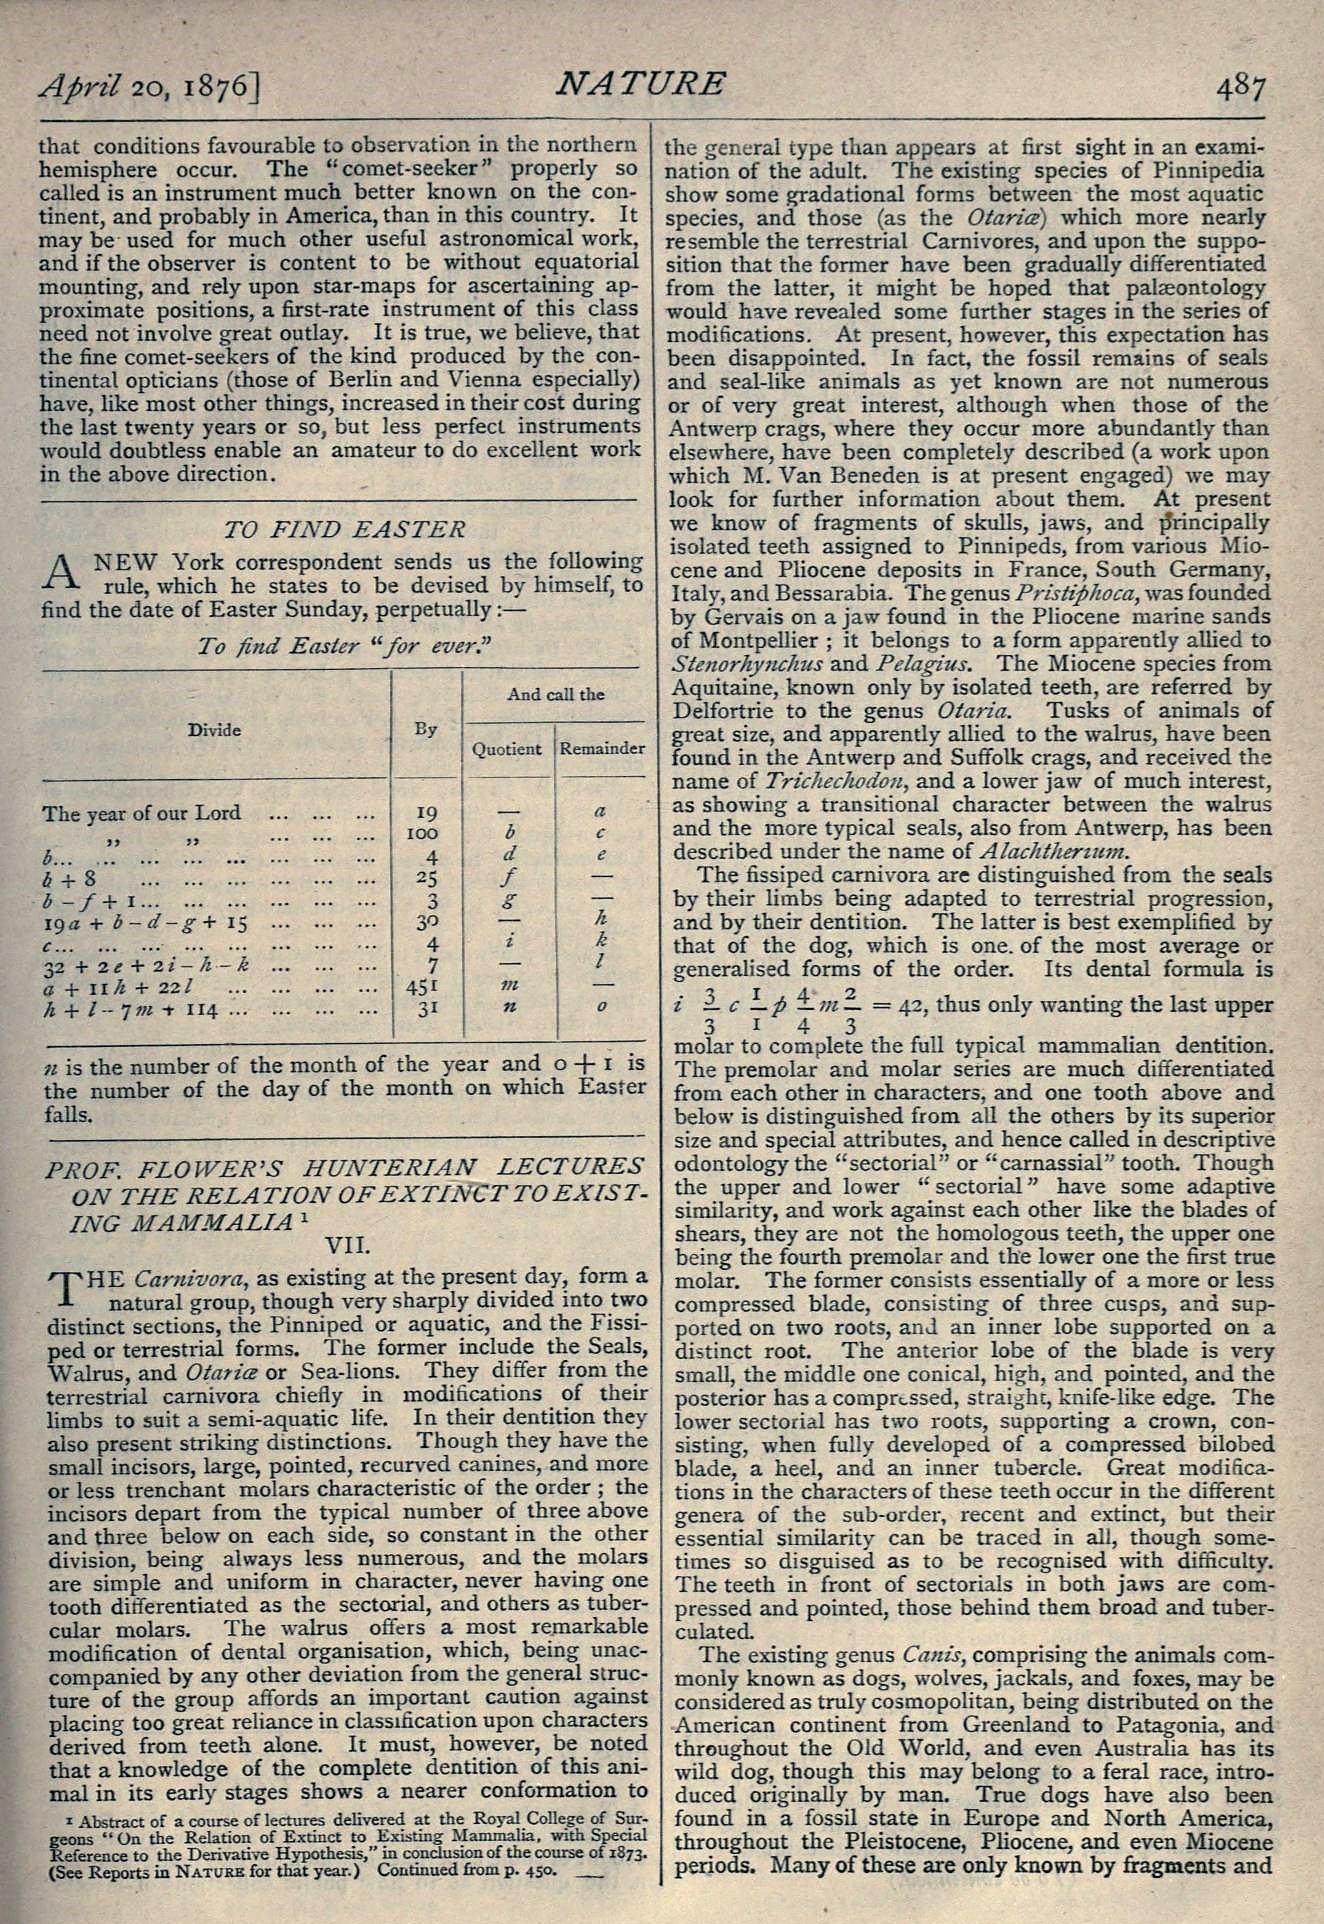 April 20, 1876]
NATURE
487
that conditions favourable to observation in the northern
hemisphere occur. The "comet-seeker" properly so
called is an instrument much better known on the con-
tinent, and probably in America, than in this country. It
may be used for much other useful astronomical work,
and if the observer is content to be without equatorial
mounting, and rely upon star-maps for ascertaining ap-
proximate positions, a first-rate instrument of this class
need not involve great outlay. It is true, we believe, that
the fine comet-seekers of the kind produced by the con-
tinental opticians (those of Berlin and Vienna especially)
have, like most other things, increased in their cost during
the last twenty years or so, but less perfect instruments
would doubtless enable an amateur to do excellent work
in the above direction.
TO FIND EASTER
A NEW York correspondent sends us the following
rule, which he states to be devised by himself, to
find the date of Easter Sunday, perpetually:—
To find Easter "for ever."
And call the
Divide By
Quotient Remainder
The year of our Lord ... ... ... 19 — a
,, ,, ... ... ... 100 b c
b... ... ... ... ... ... ... ... 4 d e
b + 8 ... ... ... ... ... ... 25 f —
b – f + 1... ... ... ... ... ... 3 g —
19a + b – d – g + 15 ... ... ... 30 — h
c... ... ... ... ... ... ... ... 4 i k
32 + 2e + 2i – h – k ... ... ... 7 — l
a + 11h + 22l ... ... ... ... 451 m —
h + l – 7m + 114 ... ... ... ... 31 n o
n is the number of the month of the year and o + 1 is
the number of the day of the month on which Easter
falls.
PROF. FLOWER'S HUNTERIAN LECTURES
ON THE RELATION OF EXTINCT TO EXIST-
ING MAMMALIA 1
VII.
THE Carnivora, as existing at the present day, form a
natural group, though very sharply divided into two
distinct sections, the Pinniped or aquatic, and the Fissi-
ped or terrestrial forms. The former include the Seals,
Walrus, and Otariæ or Sea-lions. They differ from the
terrestrial carnivora chiefly in modifications of their
limbs to suit a semi-aquatic life. In their dentition they
also present striking distinctions. Though they have the
small incisors, large, pointed, recurved canines, and more
or less trenchant molars characteristic of the order; the
incisors depart from the typical number of three above
and three below on each side, so constant in the other
division, being always less numerous, and the molars
are simple and uniform in character, never having one
tooth differentiated as the sectorial, and others as tuber-
cular molars. The walrus offers a most remarkable
modification of dental organisation, which, being unac-
companied by any other deviation from the general struc-
ture of the group affords an important caution against
placing too great reliance in classification upon characters
derived from teeth alone. It must, however, be noted
that a knowledge of the complete dentition of this ani-
mal in its early stages shows a nearer conformation to
1 Abstract of a course of lectures delivered at the Royal College of Sur-
geons "On the Relation of Extinct to Existing Mammalia, with Special
Reference to the Derivative Hypothesis," in conclusion of the course of 1873.
(See Reports in NATURE for that year.) Continued from p. 450.
the general type than appears at first sight in an exami-
nation of the adult. The existing species of Pinnipedia
show some gradational forms between the most aquatic
species, and those (as the Otariæ) which more nearly
resemble the terrestrial Carnivores, and upon the suppo-
sition that the former have been gradually differentiated
from the latter, it might be hoped that palæontology
would have revealed some further stages in the series of
modifications. At present, however, this expectation has
been disappointed. In fact, the fossil remains of seals
and seal-like animals as yet known are not numerous
or of very great interest, although when those of the
Antwerp crags, where they occur more abundantly than
elsewhere, have been completely described (a work upon
which M. Van Beneden is at present engaged) we may
look for further information about them. At present
we know of fragments of skulls, jaws, and principally
isolated teeth assigned to Pinnipeds, from various Mio-
cene and Pliocene deposits in France, South Germany,
Italy, and Bessarabia. The genus Pristiphoca, was founded
by Gervais on a jaw found in the Pliocene marine sands
of Montpellier; it belongs to a form apparently allied to
Stenorhynchus and Pelagius. The Miocene species from
Aquitaine, known only by isolated teeth, are referred by
Delfortrie to the genus Otaria. Tusks of animals of
great size, and apparently allied to the walrus, have been
found in the Antwerp and Suffolk crags, and received the
name of Trichechodon, and a lower jaw of much interest,
as showing a transitional character between the walrus
and the more typical seals, also from Antwerp, has been
described under the name of Alachtherium.
The fissiped carnivora are distinguished from the seals
by their limbs being adapted to terrestrial progression,
and by their dentition. The latter is best exemplified by
that of the dog, which is one of the most average or
generalised forms of the order. Its dental formula is
i 3/3 c 1/1 p 4/4 m 2/3 = 42, thus only wanting the last upper
molar to complete the full typical mammalian dentition.
The premolar and molar series are much differentiated
from each other in characters, and one tooth above and
below is distinguished from all the others by its superior
size and special attributes, and hence called in descriptive
odontology the "sectorial" or "carnassial" tooth. Though
the upper and lower "sectorial" have some adaptive
similarity, and work against each other like the blades of
shears, they are not the homologous teeth, the upper one
being the fourth premolar and the lower one the first true
molar. The former consists essentially of a more or less
compressed blade, consisting of three cusps, and sup-
ported on two roots, and an inner lobe supported on a
distinct root. The anterior lobe of the blade is very
small, the middle one conical, high, and pointed, and the
posterior has a compressed, straight, knife-like edge. The
lower sectorial has two roots, supporting a crown, con-
sisting, when fully developed of a compressed bilobed
blade, a heel, and an inner tubercle. Great modifica-
tions in the characters of these teeth occur in the different
genera of the sub-order, recent and extinct, but their
essential similarity can be traced in all, though some-
times so disguised as to be recognised with difficulty.
The teeth in front of sectorials in both jaws are com-
pressed and pointed, those behind them broad and tuber-
culated.
The existing genus Canis, comprising the animals com-
monly known as dogs, wolves, jackals, and foxes, may be
considered as truly cosmopolitan, being distributed on the
American continent from Greenland to Patagonia, and
throughout the Old World, and even Australia has its
wild dog, though this may belong to a feral race, intro-
duced originally by man. True dogs have also been
found in a fossil state in Europe and North America,
throughout the Pleistocene, Pliocene, and even Miocene
periods. Many of these are only known by fragments and